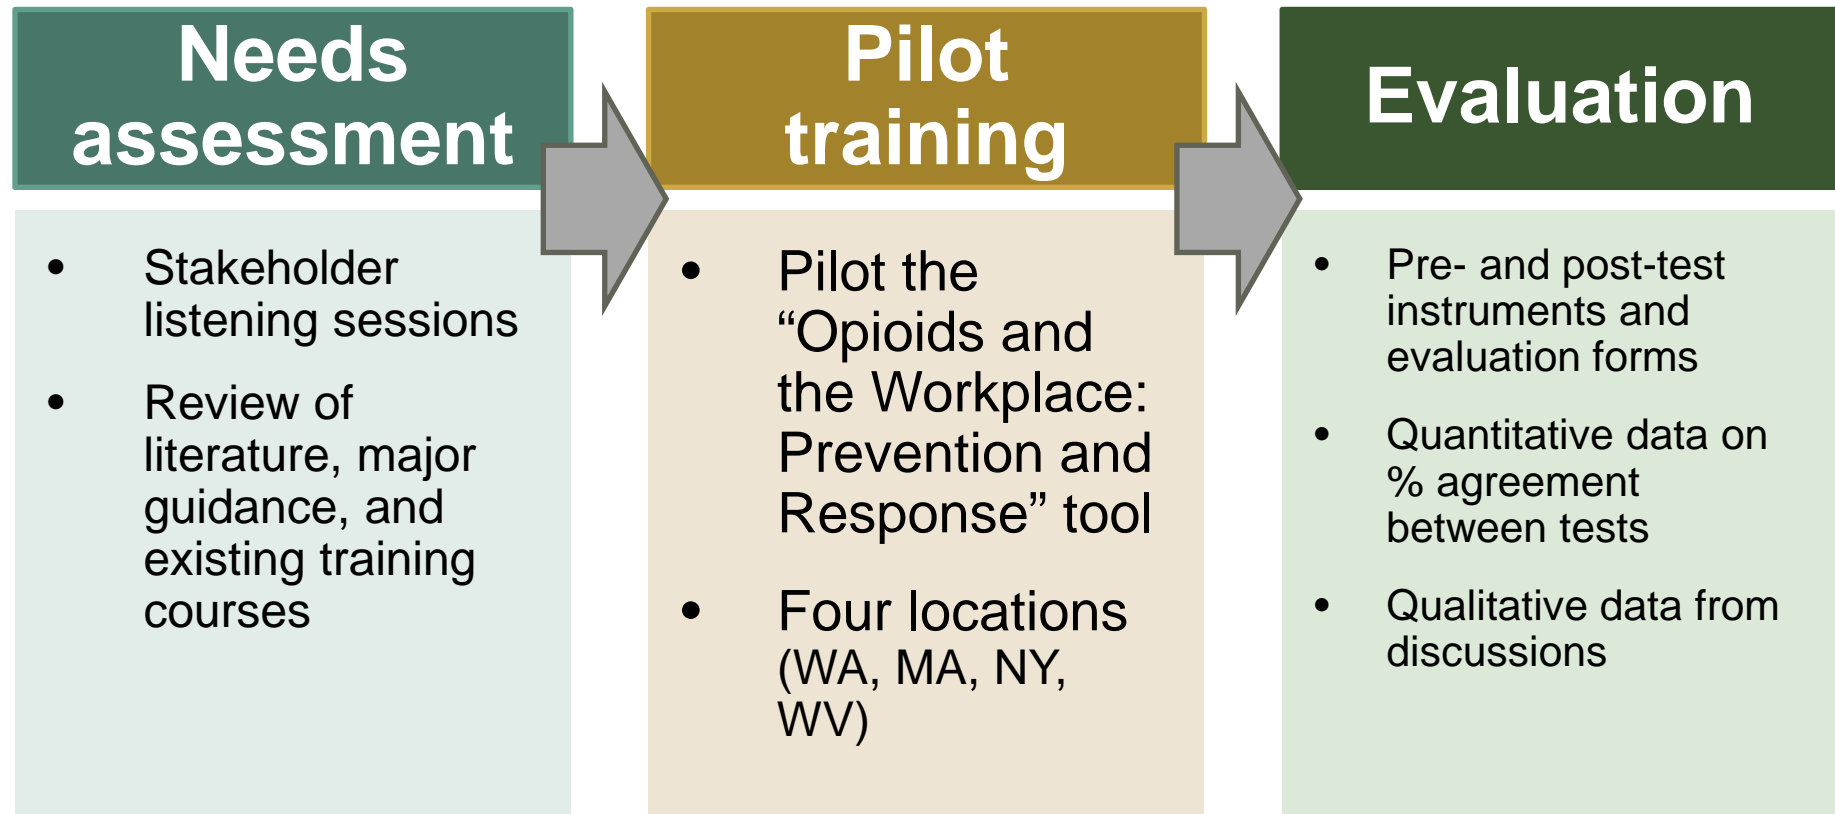 Needs
assessment
• Stakeholder
listening sessions
• Review of
literature, major
guidance, and
existing training
courses
Pilot
training
• Pilot the
“Opioids and
the Workplace:
Prevention and
Response” tool
• Four locations
(WA, MA, NY,
WV)
Evaluation
• Pre- and post-test
instruments and
evaluation forms
• Quantitative data on
% agreement
between tests
• Qualitative data from
discussions